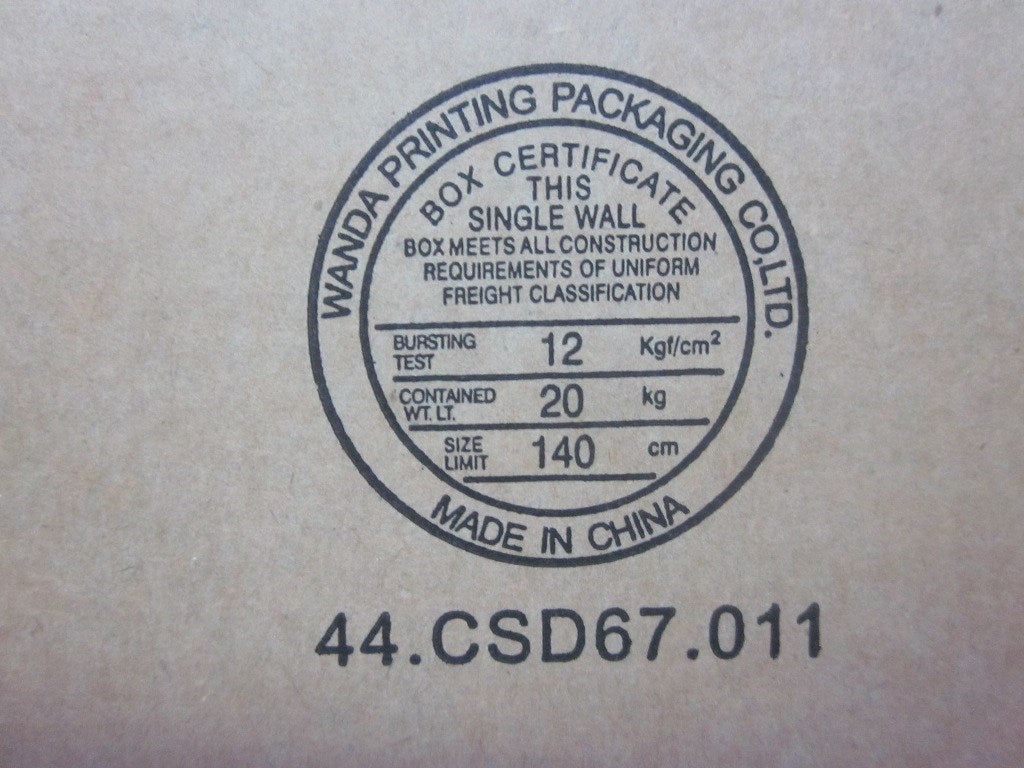 WANDA PRINTING PACKAGING CO,LTD.
BOX CERTIFICATE
THIS
SINGLE WALL
BOX MEETS ALL CONSTRUCTION
REQUIREMENTS OF UNIFORM
FREIGHT CLASSIFICATION
BURSTING TEST 12 Kgf/cm²
CONTAINED WT. LT. 20 kg
SIZE LIMIT 140 cm
MADE IN CHINA
44.CSD67.011